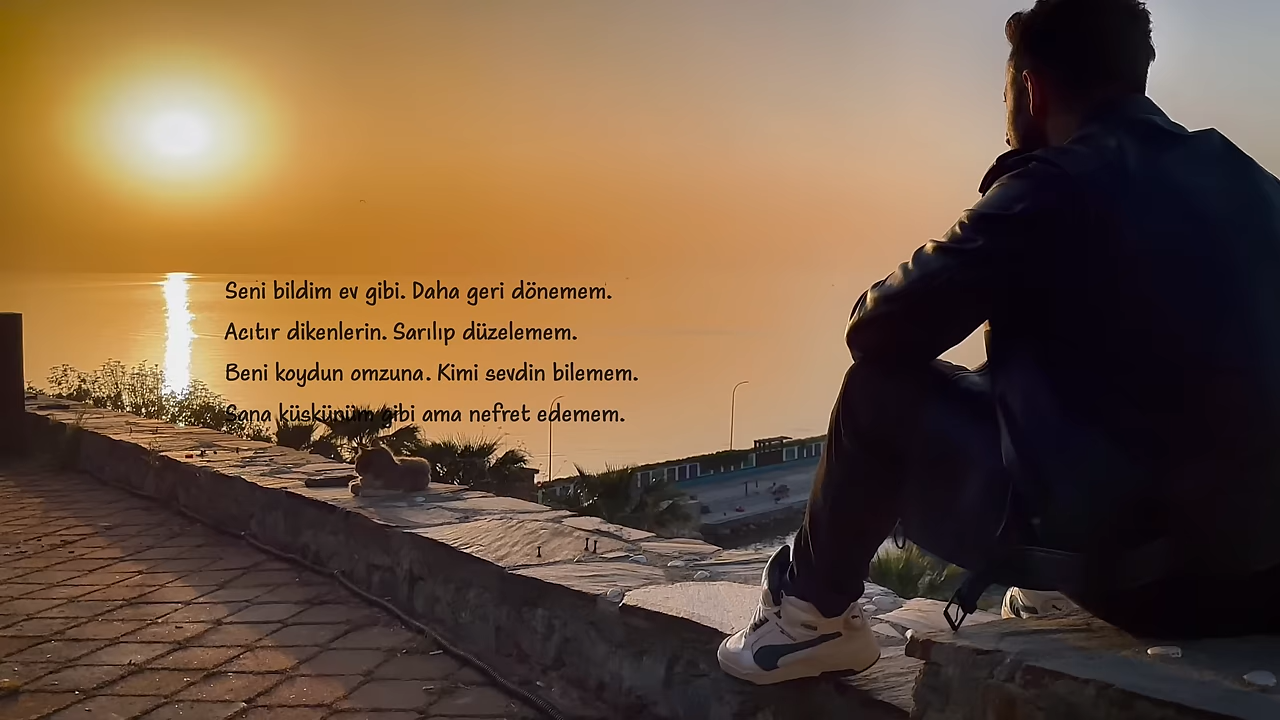 Seni bildim ev gibi. Daha geri dönemem.
Acıtır dikenlerin. Sarılıp düzelemem.
Beni koydun omzuna. Kimi sevdin bilemem.
Sana küskünüm gibi ama nefret edemem.